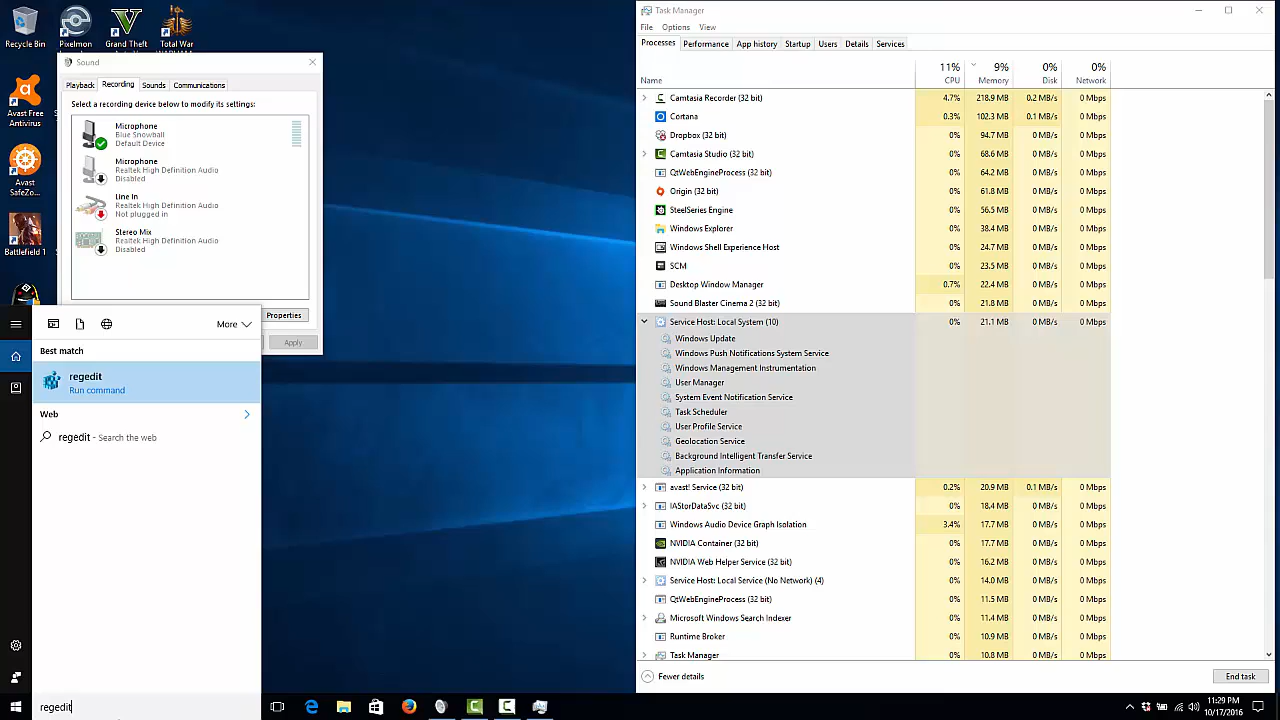 Recycle Bin
Pixelmon
Grand Theft
Total War
Avast Free
Antivirus
Avast
SafeZo...
Battlefield 1
Sound
Playback
Recording
Sounds
Communications
Select a recording device below to modify its settings:
Microphone
Blue Snowball
Default Device
Microphone
Realtek High Definition Audio
Disabled
Line In
Realtek High Definition Audio
Not plugged in
Stereo Mix
Realtek High Definition Audio
Disabled
Properties
Apply
More
Best match
regedit
Run command
Web
regedit - Search the web
regedit
Task Manager
File Options View
Processes Performance App history Startup Users Details Services
11% 9% 0% 0%
Name CPU Memory Disk Network
Camtasia Recorder (32 bit) 4.7% 218.9 MB 0.2 MB/s 0 Mbps
Cortana 0.3% 102.3 MB 0.1 MB/s 0 Mbps
Dropbox (32 bit) 0% -.7MB 0 MB/s 0 Mbps
Camtasia Studio (32 bit) 0% 68.6 MB 0 MB/s 0 Mbps
QtWebEngineProcess (32 bit) 0% 64.2 MB 0 MB/s 0 Mbps
Origin (32 bit) 0% 61.8 MB 0 MB/s 0 Mbps
SteelSeries Engine 0% 56.5 MB 0 MB/s 0 Mbps
Windows Explorer 0% 38.4 MB 0 MB/s 0 Mbps
Windows Shell Experience Host 0% 24.7 MB 0 MB/s 0 Mbps
SCM 0% 23.5 MB 0 MB/s 0 Mbps
Desktop Window Manager 0.7% 22.4 MB 0 MB/s 0 Mbps
Sound Blaster Cinema 2 (32 bit) 0% 21.8 MB 0 MB/s 0 Mbps
Service Host: Local System (10) 0% 21.1 MB 0 MB/s 0 Mbps
Windows Update
Windows Push Notifications System Service
Windows Management Instrumentation
User Manager
System Event Notification Service
Task Scheduler
User Profile Service
Geolocation Service
Background Intelligent Transfer Service
Application Information
avast! Service (32 bit) 0.2% 20.9 MB 0.1 MB/s 0 Mbps
IAStorDataSvc (32 bit) 0% 18.4 MB 0 MB/s 0 Mbps
Windows Audio Device Graph Isolation 3.4% 17.7 MB 0 MB/s 0 Mbps
NVIDIA Container (32 bit) 0% 17.7 MB 0 MB/s 0 Mbps
NVIDIA Web Helper Service (32 bit) 0% 16.2 MB 0 MB/s 0 Mbps
Service Host: Local Service (No Network) (4) 0% 14.0 MB 0 MB/s 0 Mbps
QtWebEngineProcess (32 bit) 0% 11.5 MB 0 MB/s 0 Mbps
Microsoft Windows Search Indexer 0% 11.4 MB 0 MB/s 0 Mbps
Runtime Broker 0% 10.9 MB 0 MB/s 0 Mbps
Task Manager 0% 10.8 MB 0 MB/s 0 Mbps
Fewer details
End task
11:29 PM
10/17/2016